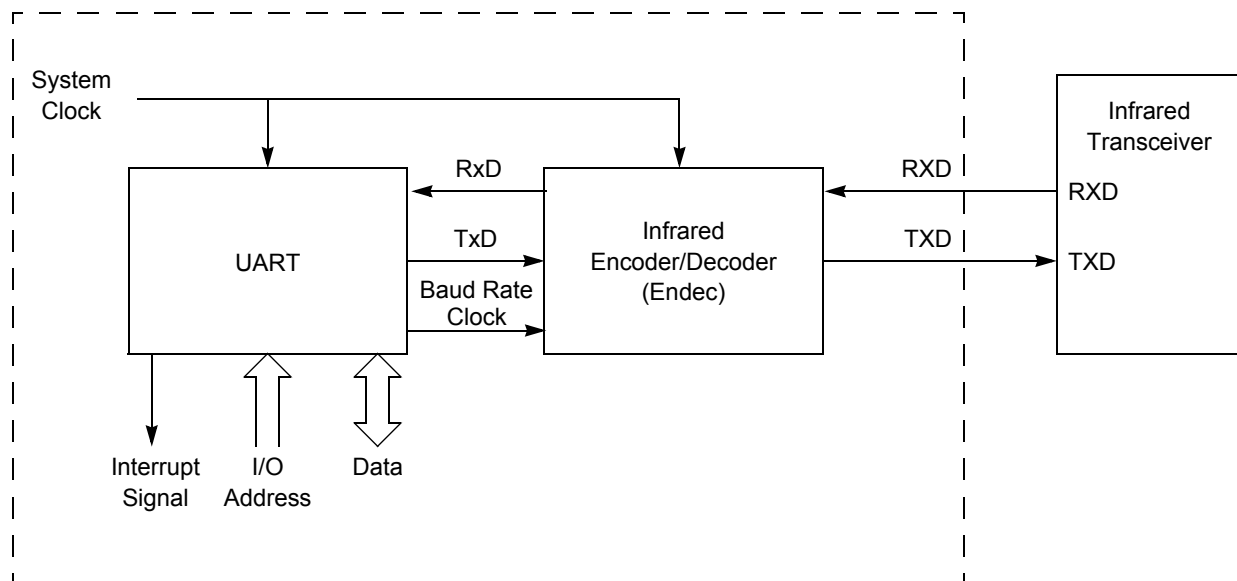 System
Clock
Infrared
Transceiver
RxD
RXD
RXD
TxD
Infrared
Encoder/Decoder
(Endec)
TXD
TXD
UART
Baud Rate
Clock
Interrupt
Signal
I/O
Address
Data